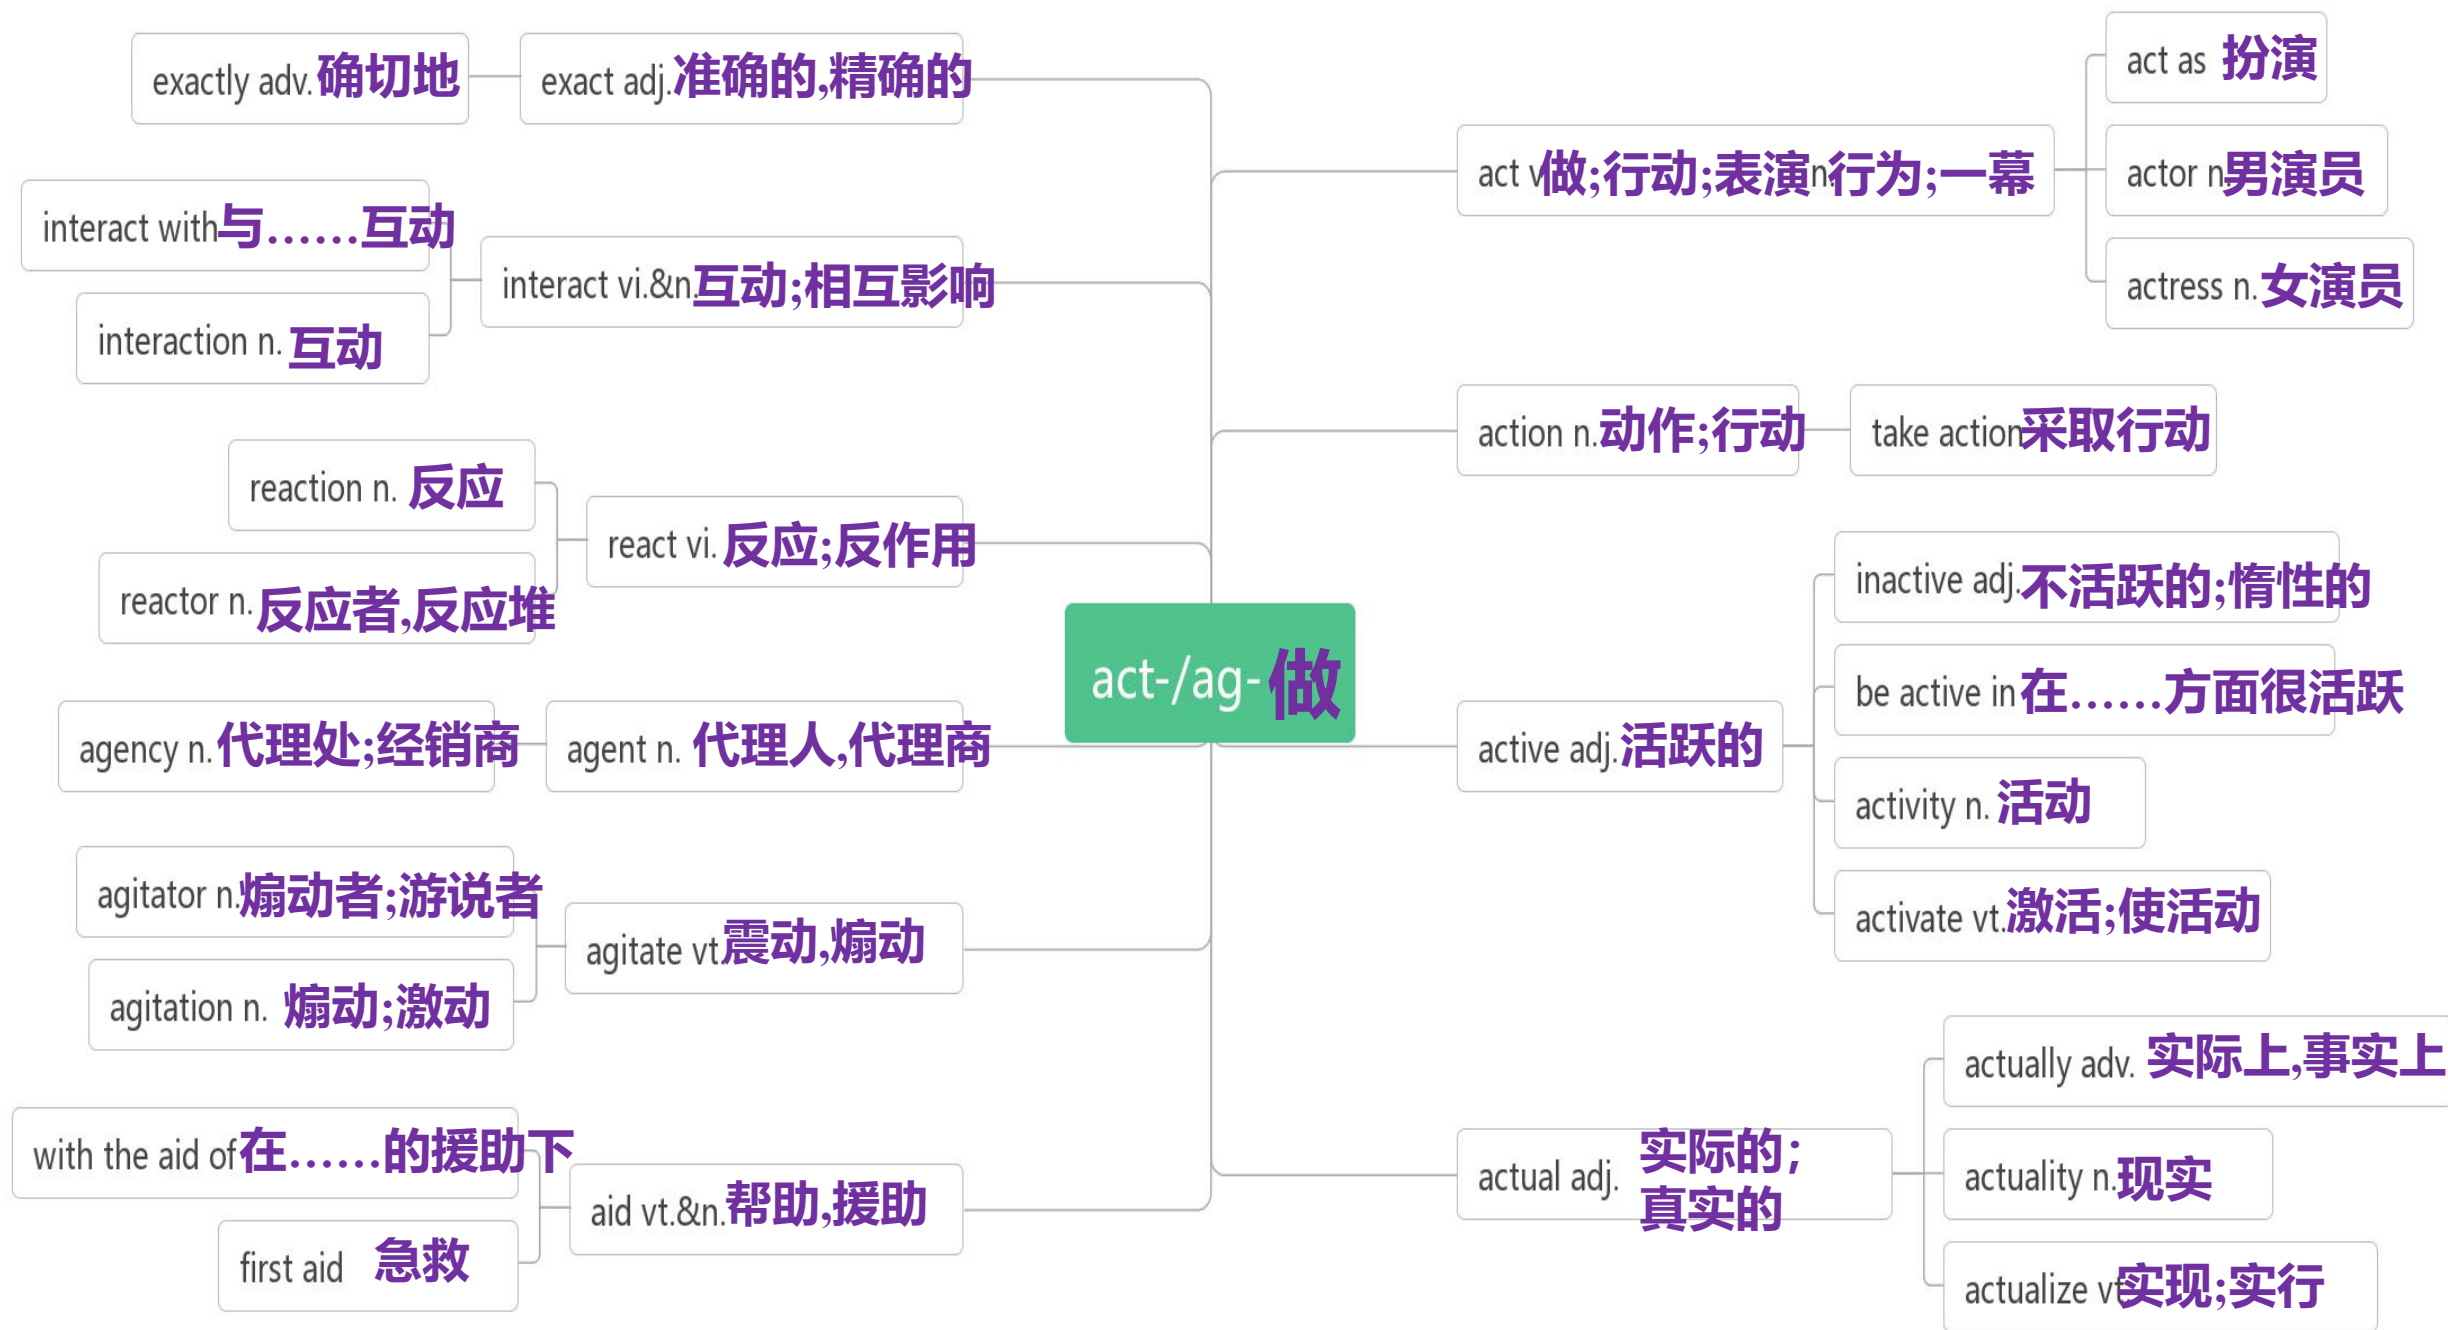 exactly adv.确切地
exact adj.准确的,精确的
interact with与……互动
interaction n.互动
interact vi.&n.互动;相互影响
reaction n. 反应
reactor n.反应者,反应堆
react vi. 反应;反作用
agency n.代理处;经销商
agent n. 代理人,代理商
agitator n.煽动者;游说者
agitation n. 煽动;激动
agitate vt.震动,煽动
with the aid of在……的援助下
first aid 急救
aid vt.&n.帮助,援助
act-/ag-做
act v做;行动;表演n.行为;一幕
act as 扮演
actor n男演员
actress n.女演员
action n.动作;行动
take action采取行动
active adj.活跃的
inactive adj.不活跃的;惰性的
be active in在……方面很活跃
activity n.活动
activate vt.激活;使活动
actual adj. 实际的;
真实的
actually adv. 实际上,事实上
actuality n.现实
actualize vt实现;实行